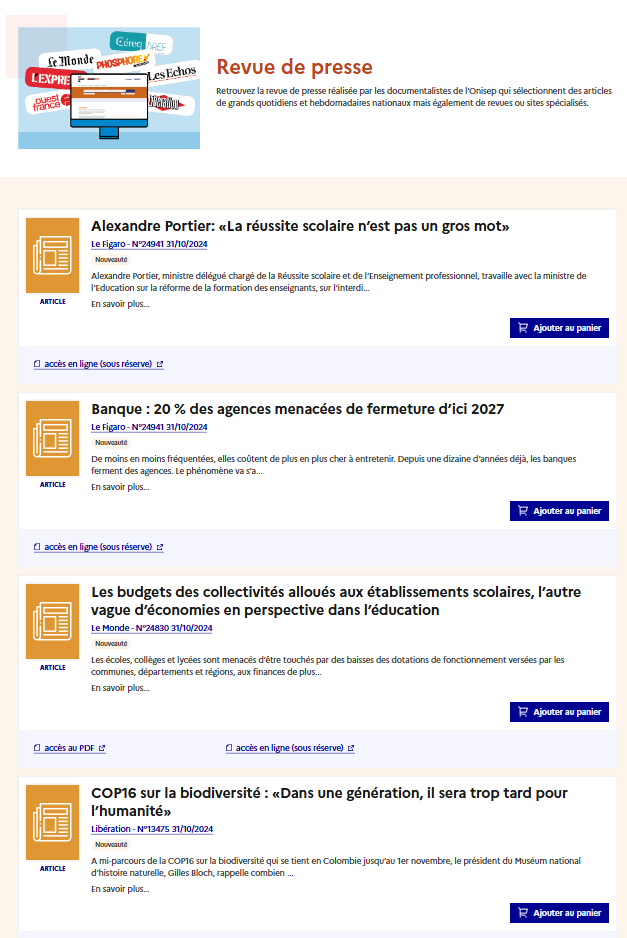 Céreq BREF
Le Monde
PHOSPHORE
L'EXPRE
Les Echos
ouest
france
Revue de presse
Retrouvez la revue de presse réalisée par les documentalistes de l'Onisep qui sélectionnent des articles
de grands quotidiens et hebdomadaires nationaux mais également de revues ou sites spécialisés.
Alexandre Portier: «La réussite scolaire n'est pas un gros mot»
Le Figaro - N°24941 31/10/2024
Nouveauté
Alexandre Portier, ministre délégué chargé de la Réussite scolaire et de l'Enseignement professionnel, travaille avec la ministre de
l'Education sur la réforme de la formation des enseignants, sur l'interdi...
ARTICLE
En savoir plus...
Ajouter au panier
accès en ligne (sous réserve)
Banque : 20 % des agences menacées de fermeture d'ici 2027
Le Figaro - N°24941 31/10/2024
Nouveauté
De moins en moins fréquentées, elles coûtent de plus en plus cher à entretenir. Depuis une dizaine d'années déjà, les banques
ferment des agences. Le phénomène va s'a...
ARTICLE
En savoir plus...
Ajouter au panier
accès en ligne (sous réserve)
Les budgets des collectivités alloués aux établissements scolaires, l'autre
vague d'économies en perspective dans l'éducation
Le Monde - N°24830 31/10/2024
Nouveauté
Les écoles, collèges et lycées sont menacés d'être touchés par des baisses des dotations de fonctionnement versées par les
ARTICLE
communes, départements et régions, aux finances de plus...
En savoir plus...
Ajouter au panier
accès au PDF
accès en ligne (sous réserve)
COP16 sur la biodiversité : «Dans une génération, il sera trop tard pour
l'humanité»
Libération - N°13475 31/10/2024
Nouveauté
A mi-parcours de la COP16 sur la biodiversité qui se tient en Colombie jusqu'au 1er novembre, le président du Muséum national
ARTICLE
d'histoire naturelle, Gilles Bloch, rappelle combien ...
En savoir plus...
Ajouter au panier